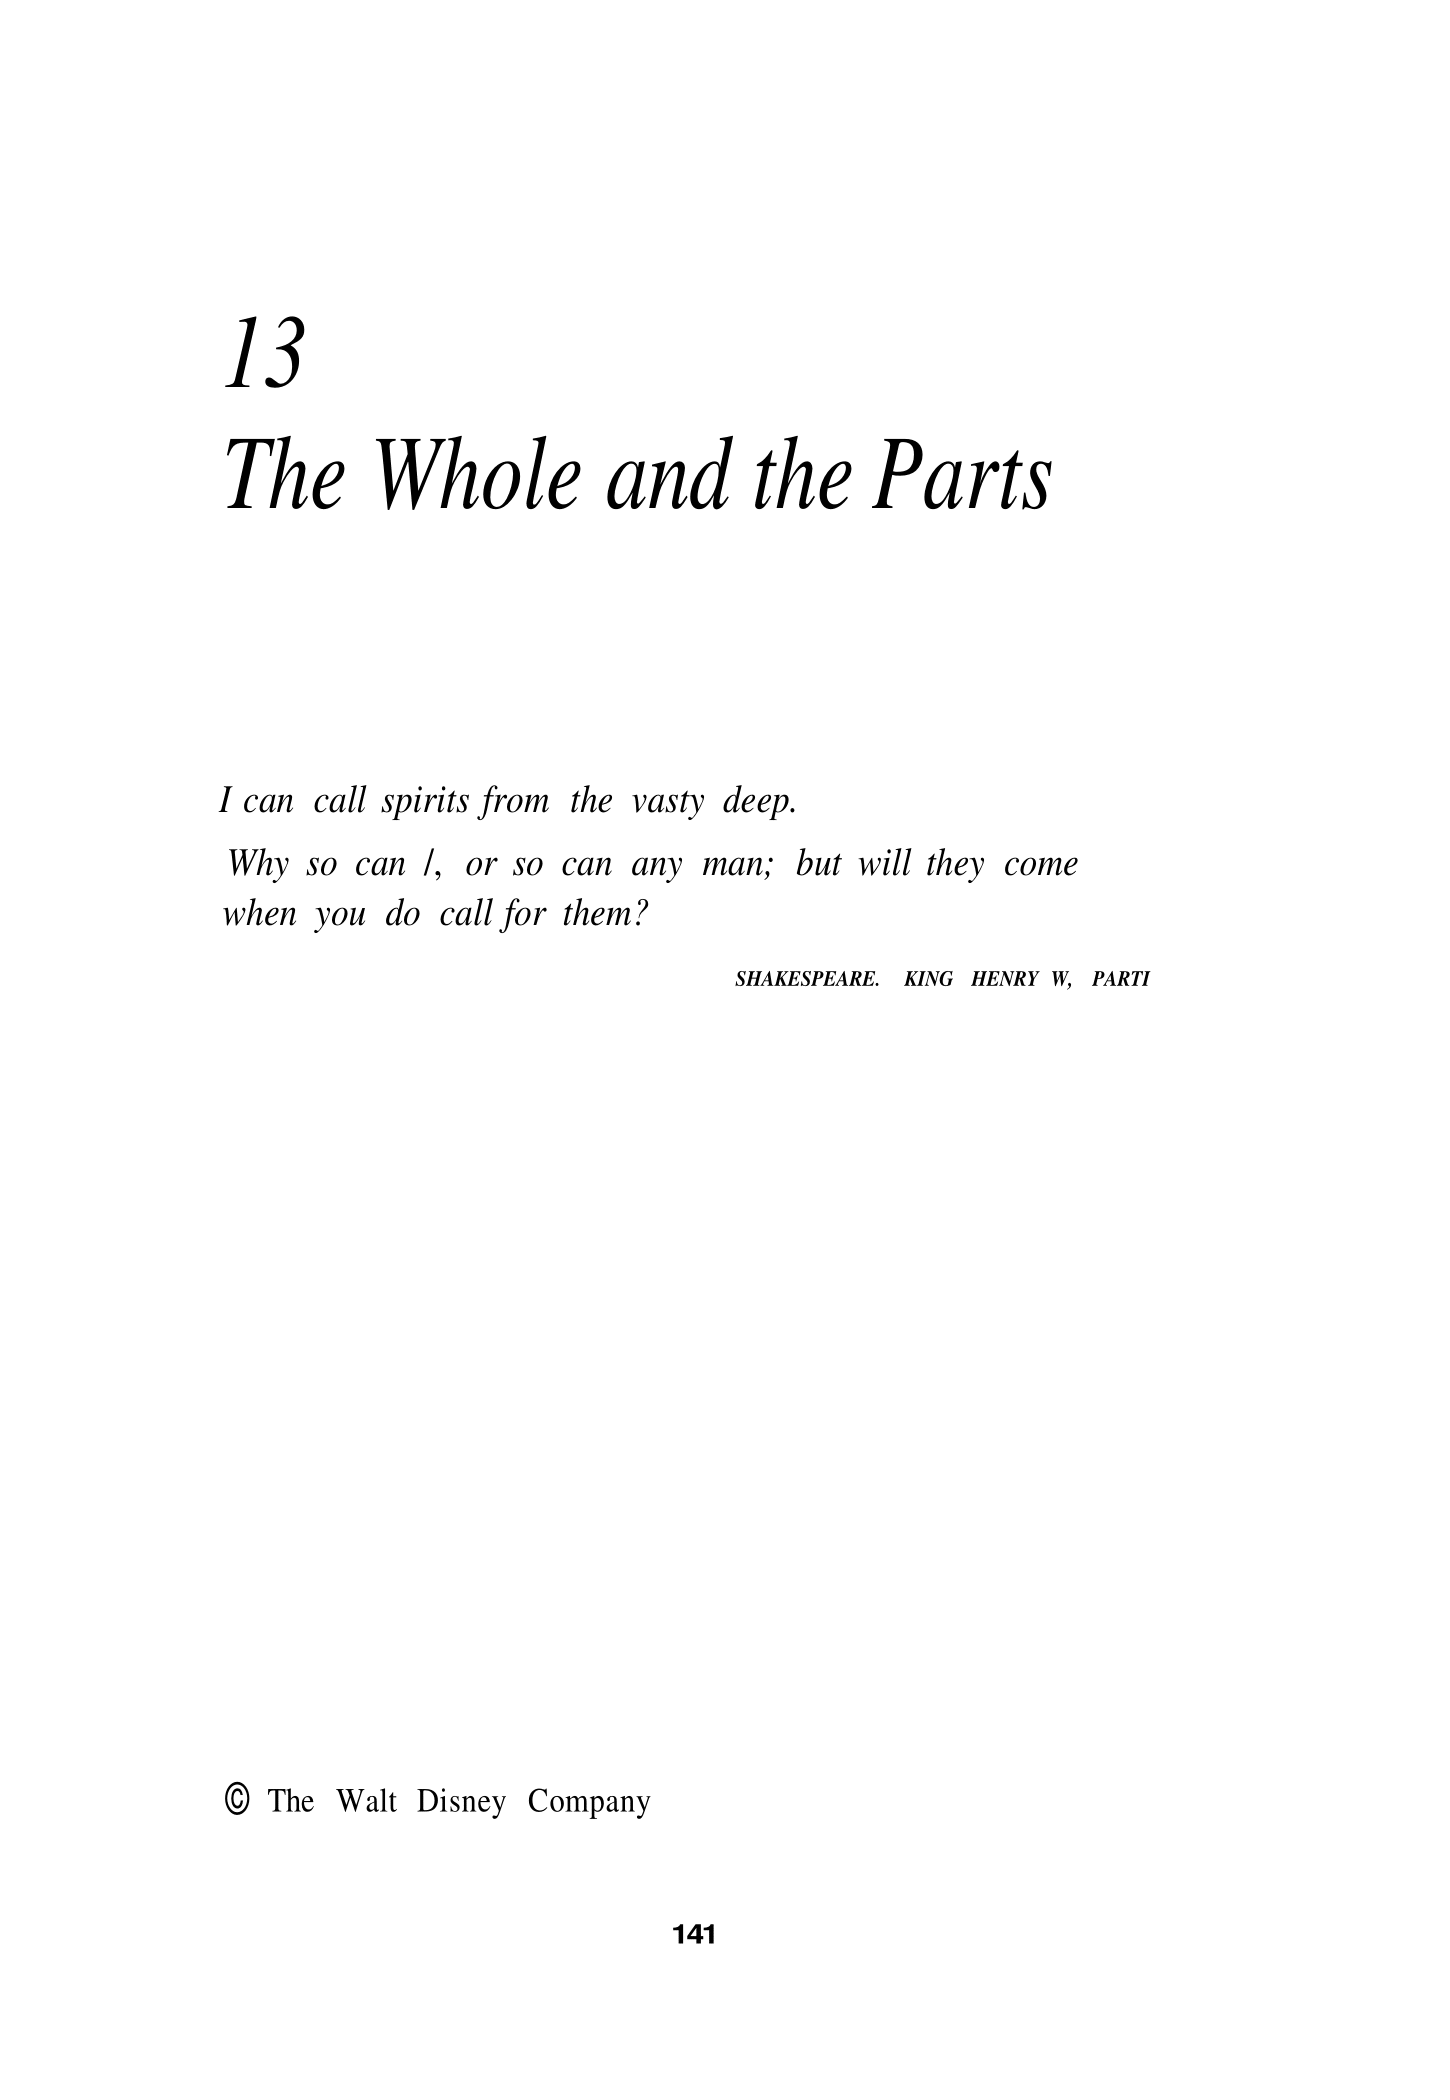 13
The Whole and the Parts
I can call spirits from the vasty deep.
Why so can /, or so can any man; but will they come
when you do call for them?
SHAKESPEARE. KING HENRY W, PARTI
© The Walt Disney Company
141